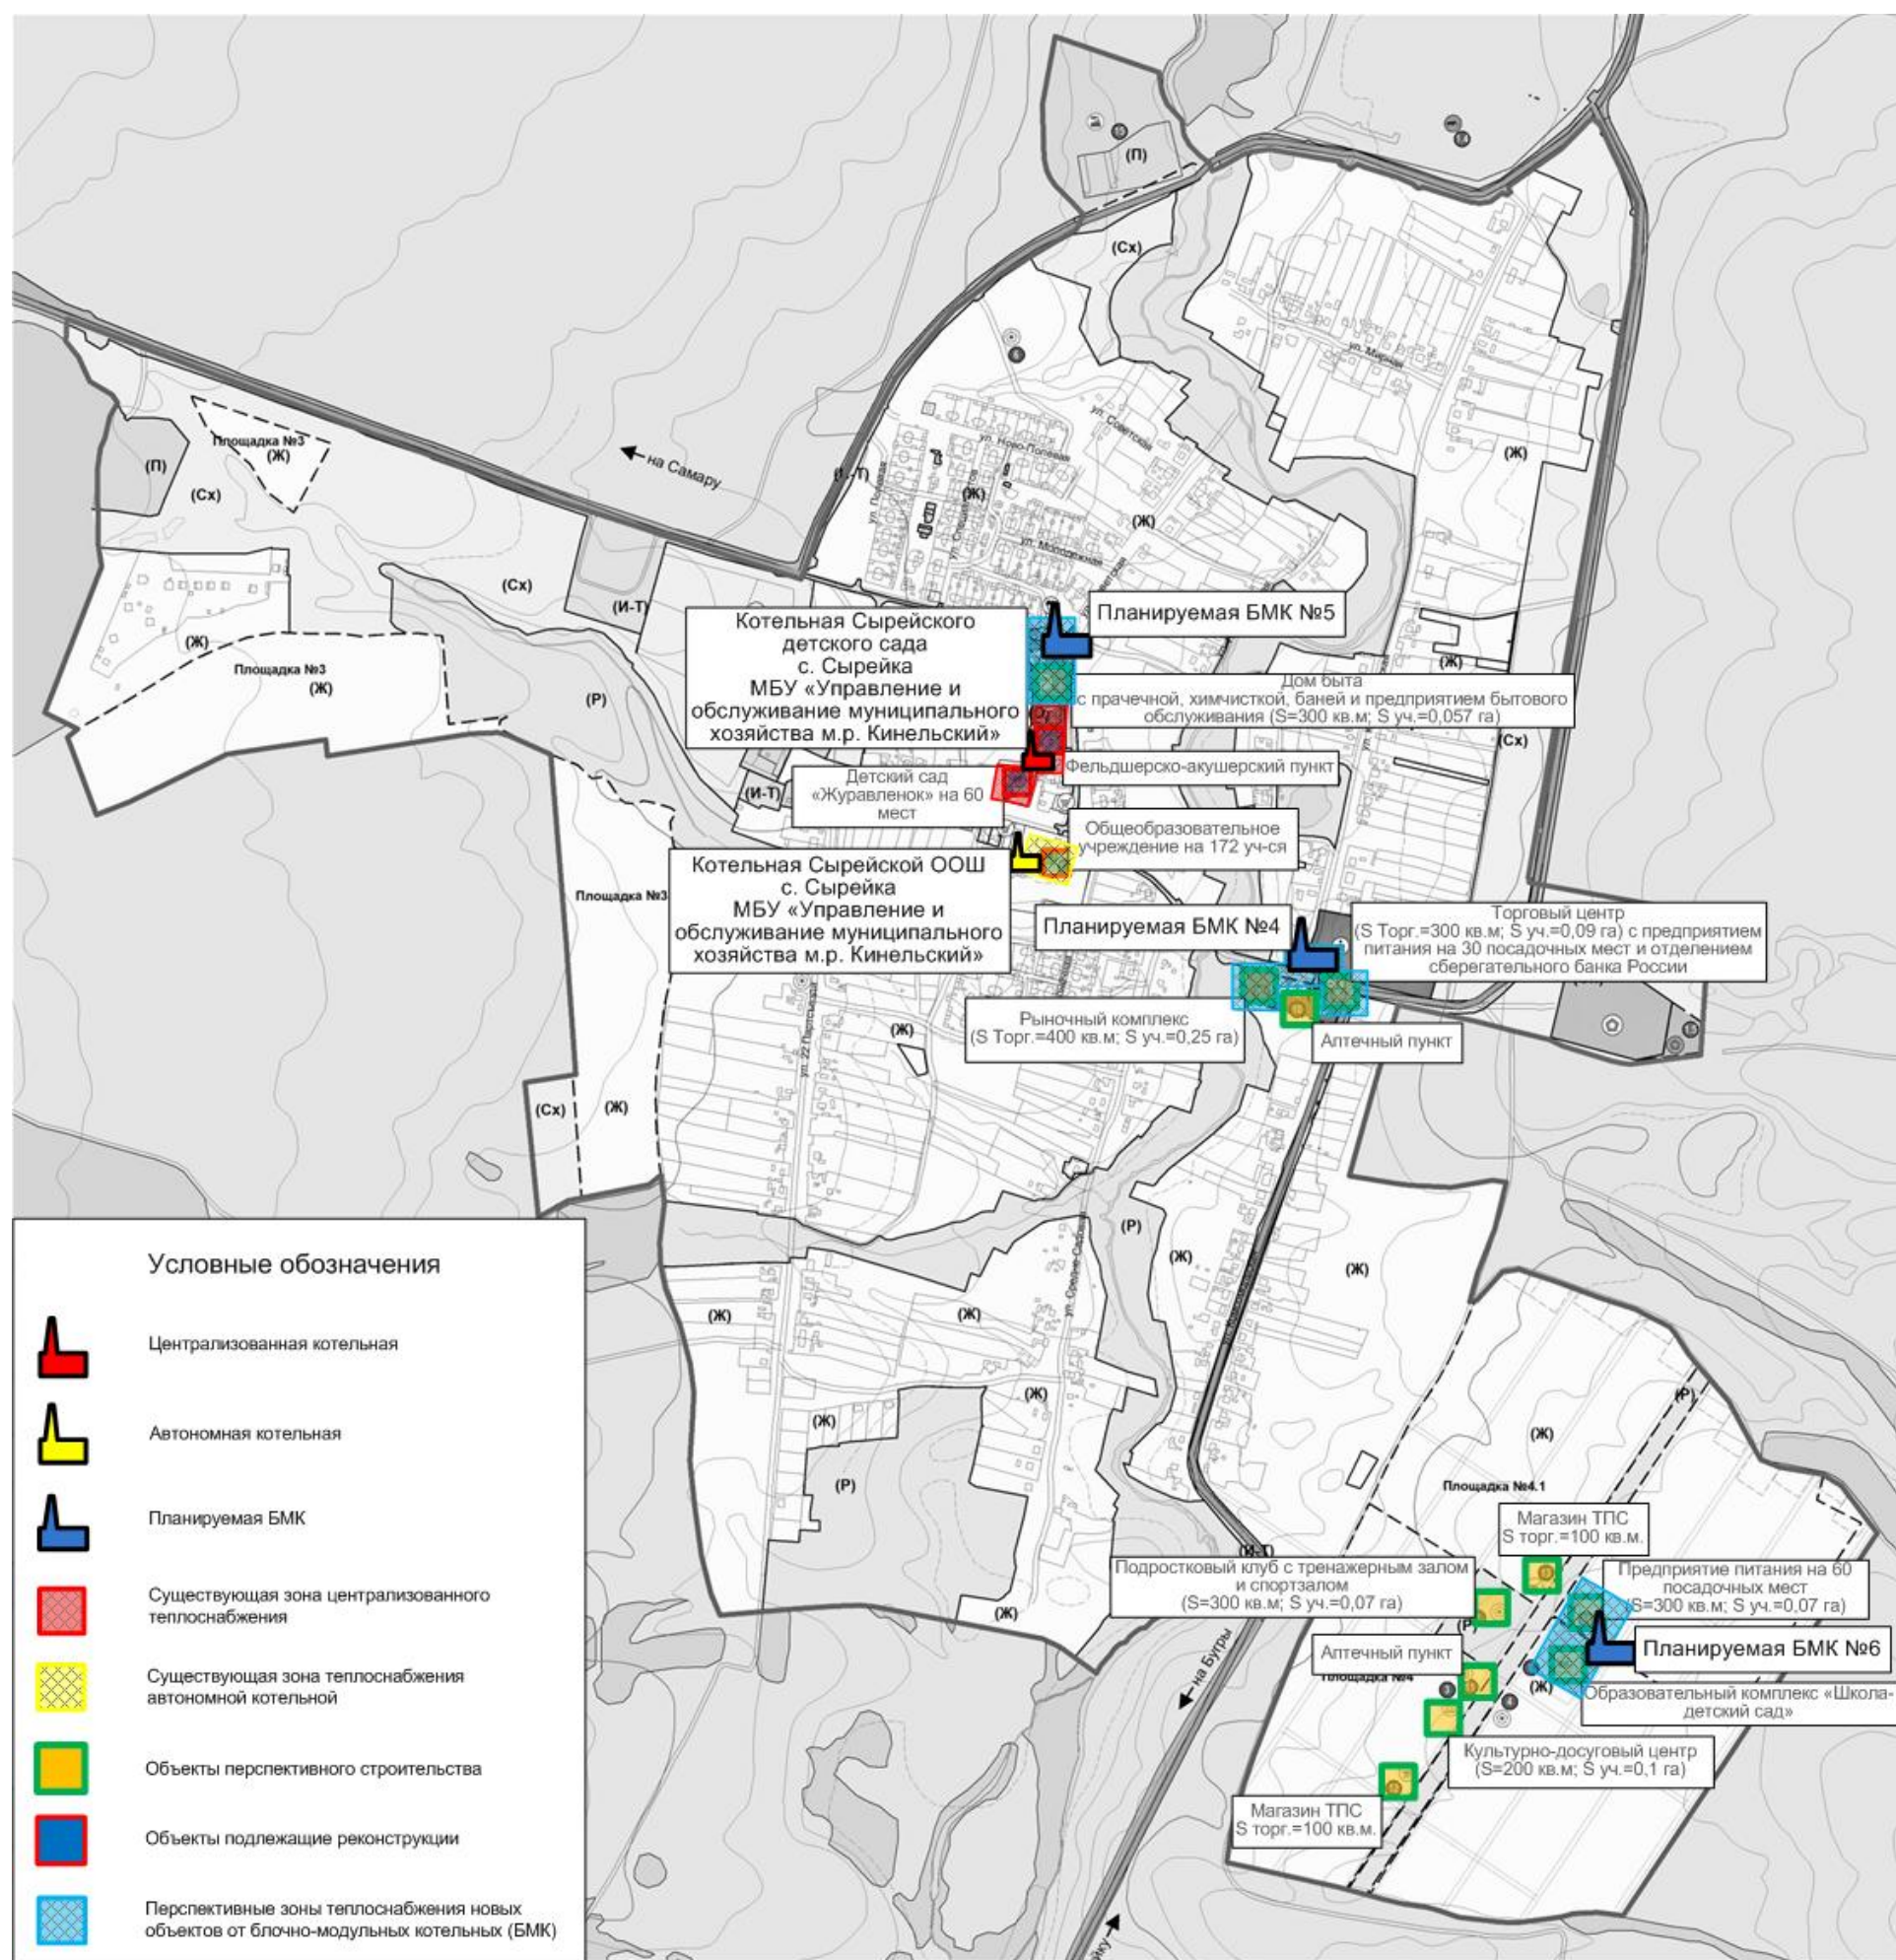 (П)
(Сх)
ул. Мирная
Площадка №3
(Ж)
(П)
(Сх)
на Самару
ул. Советская
ул. Ново-Полевая
(Ж)
ул. Полевая
(Ж)
(Ж)
ул. Молодежная
(Сх)
(И-Т)
Котельная Сырейского
детского сада
с. Сырейка
МБУ «Управление и
обслуживание муниципального
хозяйства м.р. Кинельский»
Планируемая БМК №5
(Ж)
Площадка №3
(Ж)
(Р)
(Ж)
Дом быта
с прачечной, химчисткой, баней и предприятием бытового
обслуживания (S=300 кв.м; S уч.=0,057 га)
(Сх)
Фельдшерско-акушерский пункт
(И-Т)
Детский сад
«Журавленок» на 60
мест
Общеобразовательное
учреждение на 172 уч-ся
Котельная Сырейской ООШ
с. Сырейка
МБУ «Управление и
обслуживание муниципального
хозяйства м.р. Кинельский»
Площадка №3
Планируемая БМК №4
Торговый центр
(S Торг.=300 кв.м; S уч.=0,09 га) с предприятием
питания на 30 посадочных мест и отделением
сберегательного банка России
Рыночный комплекс
(S Торг.=400 кв.м; S уч.=0,25 га)
Аптечный пункт
(Ж)
ул. 22 Партсъезда
(Сх)
(Ж)
(Р)
(Ж)
(Ж)
(Ж)
(Ж)
ул. Средне-Садовая
(Ж)
(Ж)
(Р)
(Р)
(Ж)
Площадка №4.1
Магазин ТПС
S торг.=100 кв.м.
(И-Т)
Подростковый клуб с тренажерным залом
и спортзалом
(S=300 кв.м; S уч.=0,07 га)
Предприятие питания на 60
посадочных мест
(S=300 кв.м; S уч.=0,07 га)
(Ж)
(Р)
Планируемая БМК №6
Аптечный пункт
Площадка №4
(Ж)
Образовательный комплекс «Школа-
детский сад»
на Бугры
Культурно-досуговый центр
(S=200 кв.м; S уч.=0,1 га)
Магазин ТПС
S торг.=100 кв.м.
Условные обозначения
Централизованная котельная
Автономная котельная
Планируемая БМК
Существующая зона централизованного
теплоснабжения
Существующая зона теплоснабжения
автономной котельной
Объекты перспективного строительства
Объекты подлежащие реконструкции
Перспективные зоны теплоснабжения новых
объектов от блочно-модульных котельных (БМК)